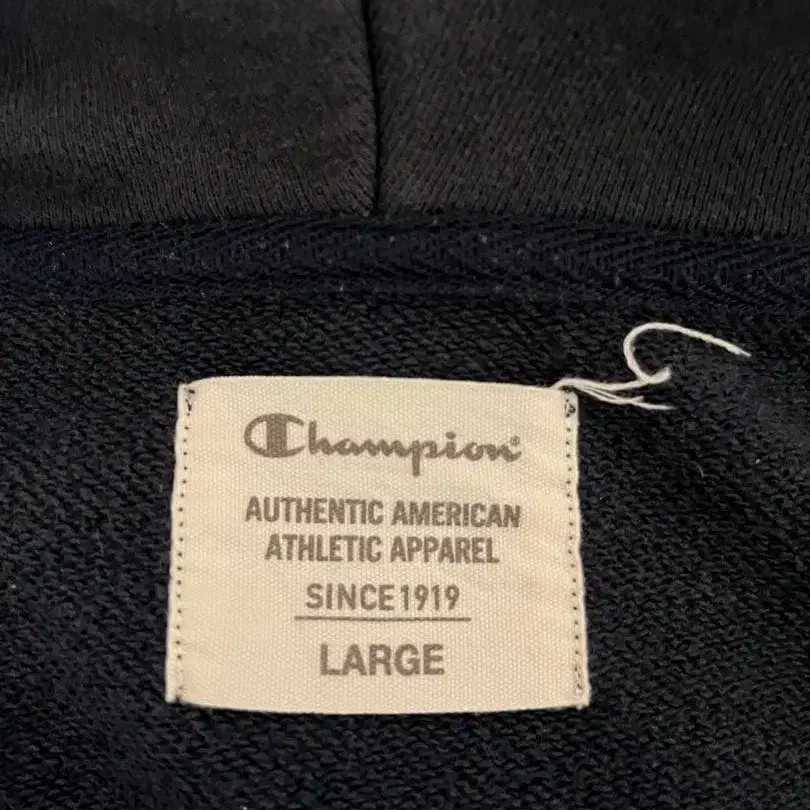 Champion®
AUTHENTIC AMERICAN
ATHLETIC APPAREL
SINCE 1919
LARGE